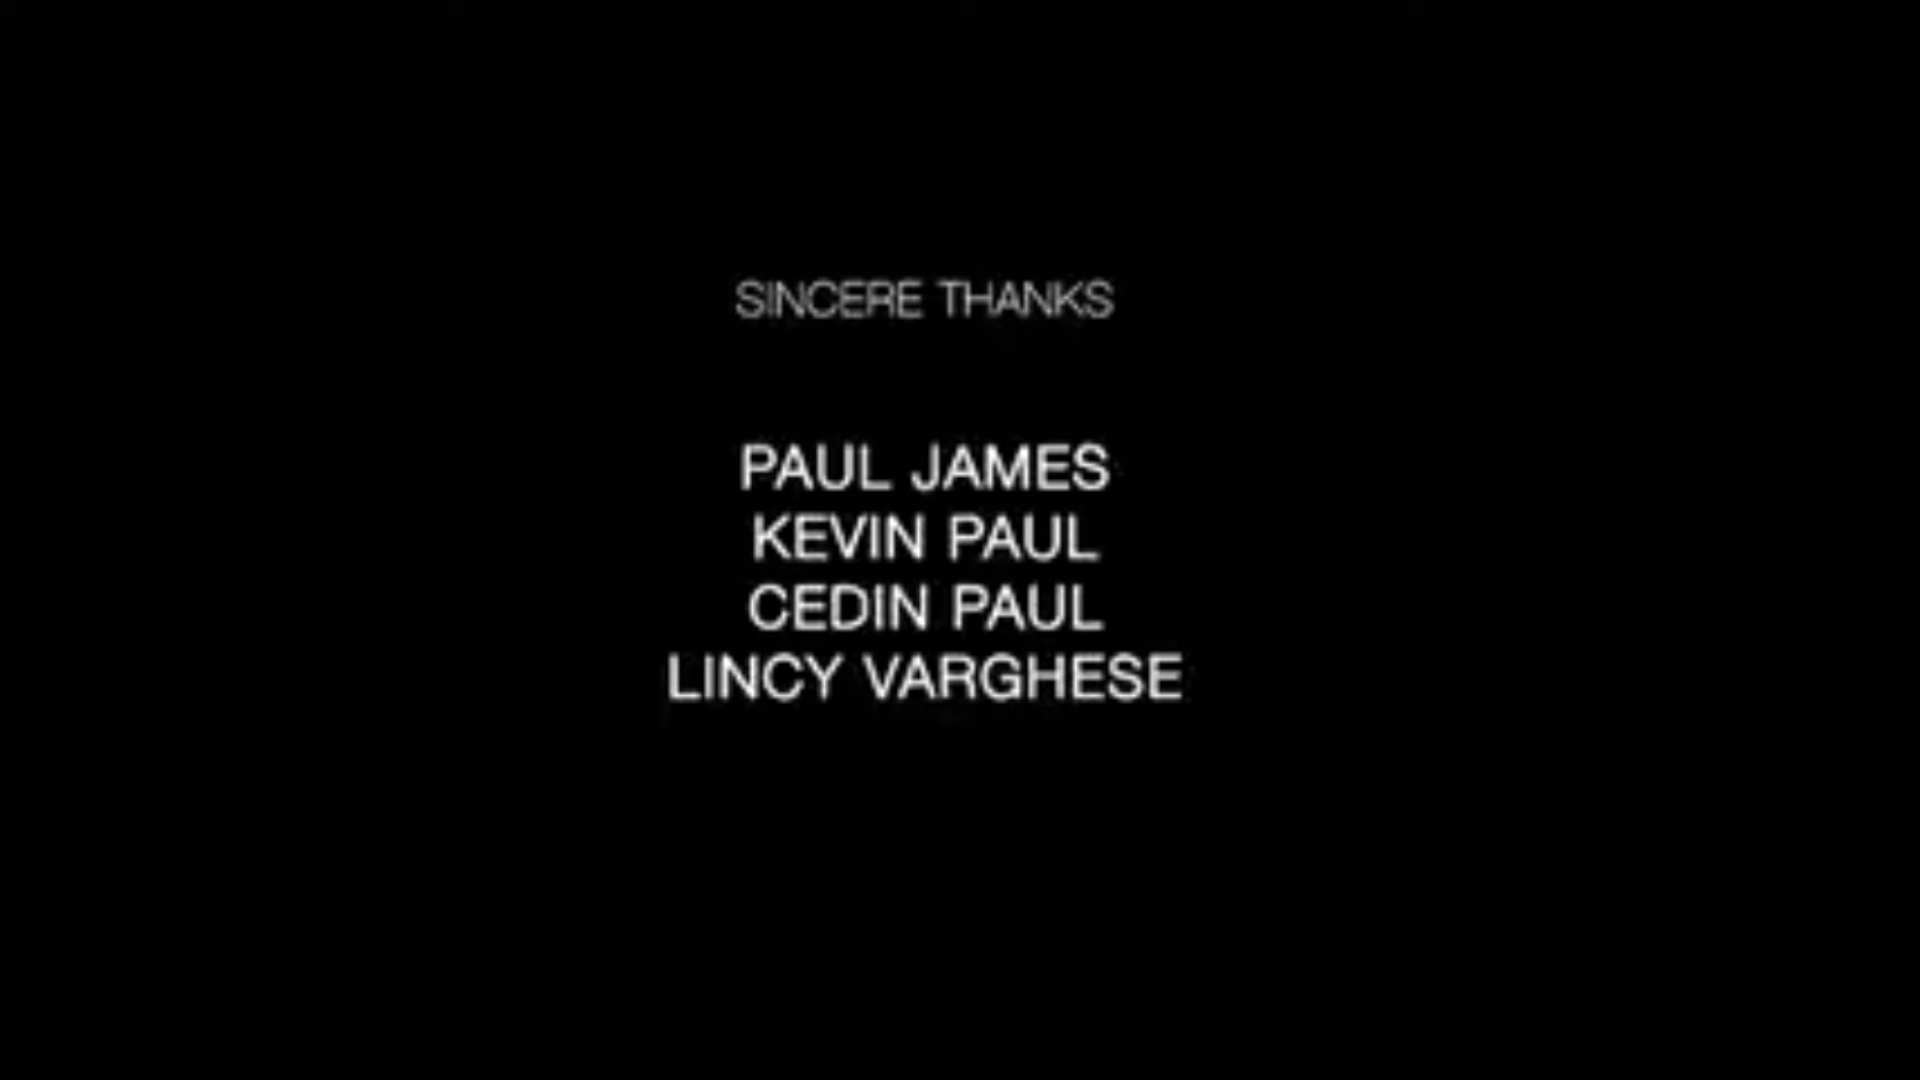 SINCERE THANKS
PAUL JAMES
KEVIN PAUL
CEDIN PAUL
LINCY VARGHESE